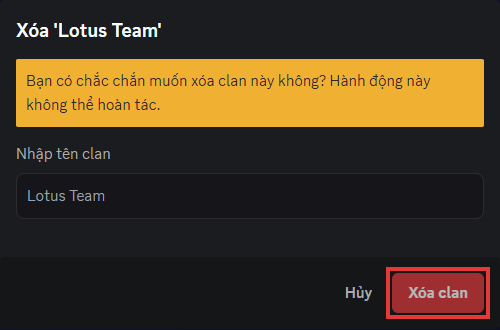 Xóa 'Lotus Team'
Bạn có chắc chắn muốn xóa clan này không? Hành động này
không thể hoàn tác.
Nhập tên clan
Lotus Team
Hủy
Xóa clan